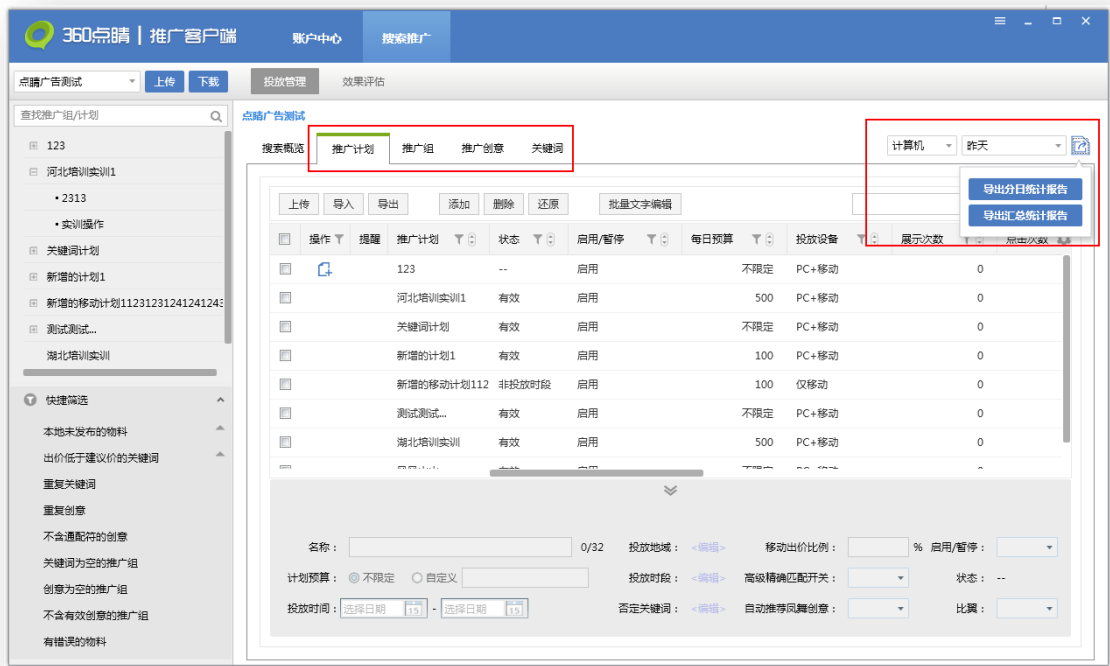 360点睛 | 推广客户端 账户中心 搜索推广
点睛广告测试 上传 下载 投放管理 效果评估
查找推广组/计划
123
河北培训实训1
•2313
•实训操作
关键词计划
新增的计划1
新增的移动计划11231231241241243
测试测试...
湖北培训实训
快捷筛选
本地未发布的物料
出价低于建议价的关键词
重复关键词
重复创意
不含通配符的创意
关键词为空的推广组
创意为空的推广组
不含有效创意的推广组
有错误的物料
点睛广告测试
搜索概览 推广计划 推广组 推广创意 关键词 计算机 昨天
导出分日统计报告
导出汇总统计报告
上传 导入 导出 添加 删除 还原 批量文字编辑
操作 提醒 推广计划 状态 启用/暂停 每日预算 投放设备 展示次数 点击次数
123 -- 启用 不限定 PC+移动 0
河北培训实训1 有效 启用 500 PC+移动 0
关键词计划 有效 启用 不限定 PC+移动 0
新增的计划1 有效 启用 100 PC+移动 0
新增的移动计划112 非投放时段 启用 100 仅移动 0
测试测试... 有效 启用 不限定 PC+移动 0
湖北培训实训 有效 启用 500 PC+移动 0
名称： 0/32 投放地域： <编辑> 移动出价比例： % 启用/暂停：
计划预算： 不限定 自定义 投放时段： <编辑> 高级精确匹配开关： 状态： --
投放时间： 选择日期 15 - 选择日期 15 否定关键词： <编辑> 自动推荐凤舞创意： 比翼：